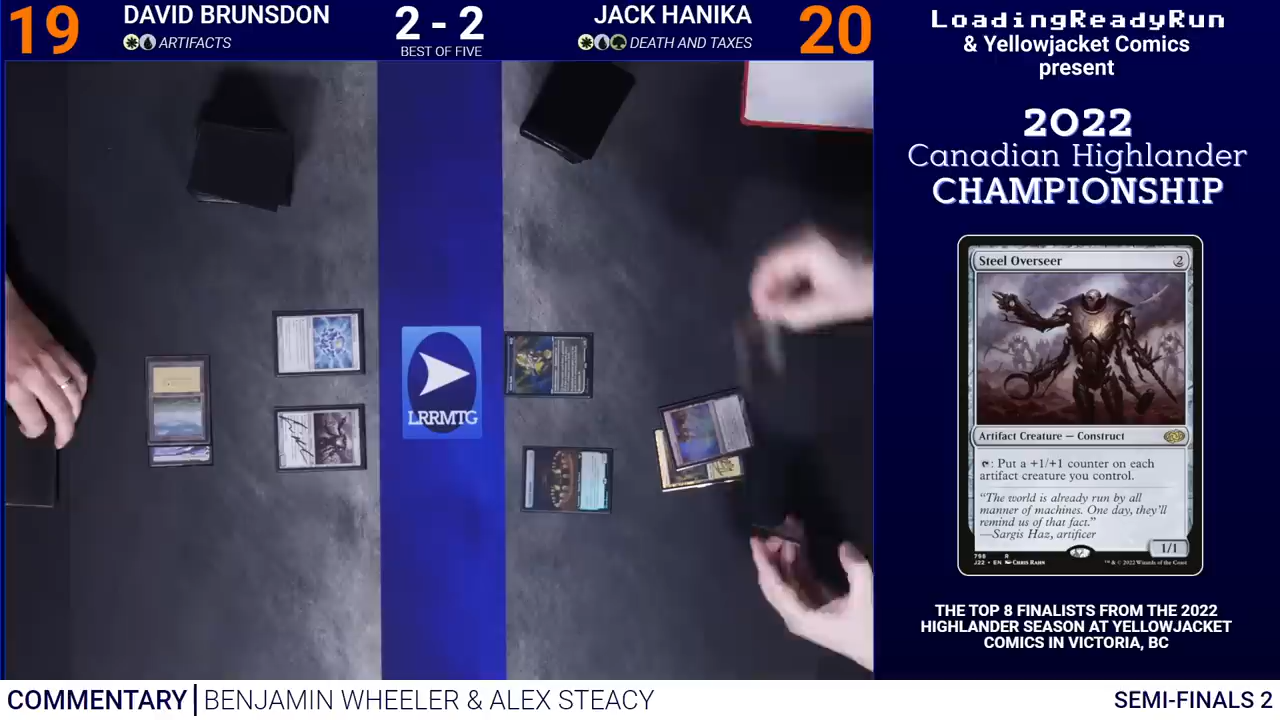 19
DAVID BRUNSDON
ARTIFACTS
2 - 2
BEST OF FIVE
JACK HANIKA
DEATH AND TAXES
20
LoadingReadyRun
& Yellowjacket Comics
present
2022
Canadian Highlander
CHAMPIONSHIP
Steel Overseer
2
Artifact Creature — Construct
: Put a +1/+1 counter on each
artifact creature you control.
“The world is already run by all
manner of machines. One day, they’ll
remind us of that fact.”
—Sargis Haz, artificer
1/1
J22 • EN CHRIS RAHN
LRRMTG
THE TOP 8 FINALISTS FROM THE 2022
HIGHLANDER SEASON AT YELLOWJACKET
COMICS IN VICTORIA, BC
COMMENTARY BENJAMIN WHEELER & ALEX STEACY
SEMI-FINALS 2